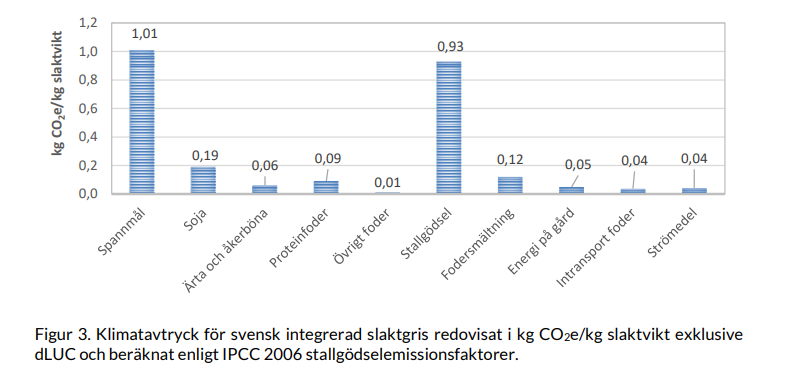 1,2
1,0
0,8
0,6
0,4
0,2
0,0
kg CO₂e/kg slaktvikt
1,01
0,19
0,06
0,09
0,01
0,93
0,12
0,05
0,04
0,04
Spannmål
Soja
Ärta och åkerböna
Proteinfoder
Övrigt foder
Stallgödsel
Fodersmältning
Energi på gård
Intransport foder
Strömedel
Figur 3. Klimatavtryck för svensk integrerad slaktgris redovisat i kg CO₂e/kg slaktvikt exklusive
dLUC och beräknat enligt IPCC 2006 stallgödselemissionsfaktorer.